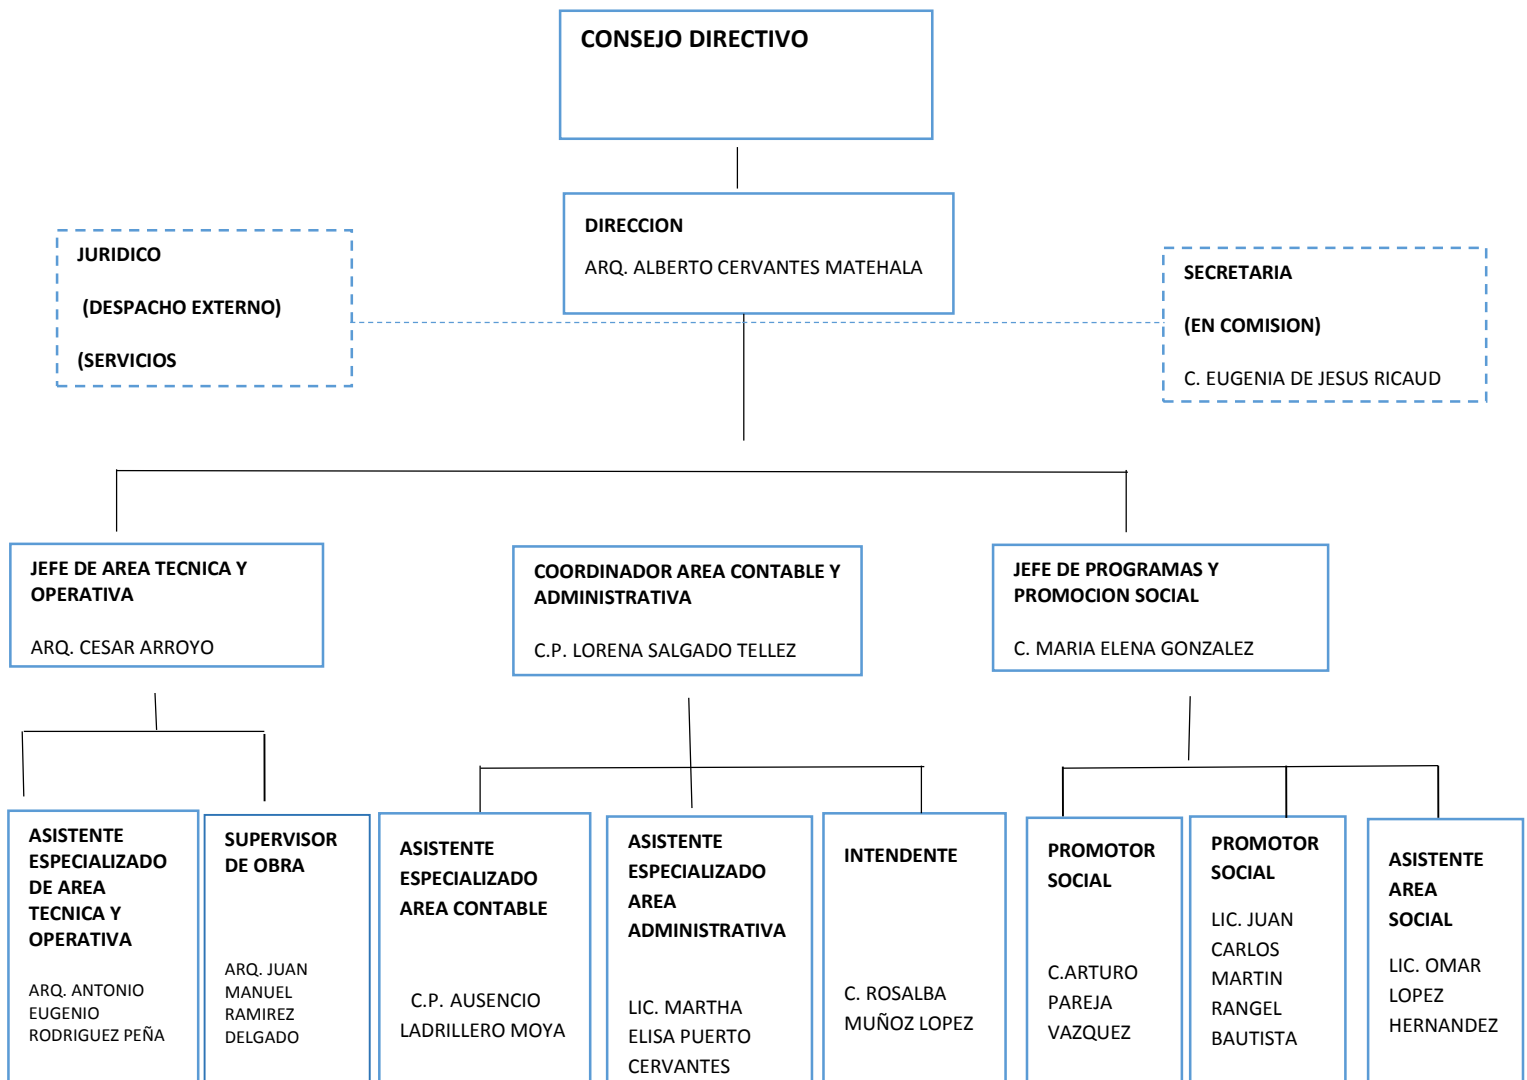 CONSEJO DIRECTIVO
DIRECCION
ARQ. ALBERTO CERVANTES MATEHALA
JURIDICO
(DESPACHO EXTERNO)
(SERVICIOS
SECRETARIA
(EN COMISION)
C. EUGENIA DE JESUS RICAUD
JEFE DE AREA TECNICA Y
OPERATIVA
ARQ. CESAR ARROYO
COORDINADOR AREA CONTABLE Y
ADMINISTRATIVA
C.P. LORENA SALGADO TELLEZ
JEFE DE PROGRAMAS Y
PROMOCION SOCIAL
C. MARIA ELENA GONZALEZ
ASISTENTE
ESPECIALIZADO
DE AREA
TECNICA Y
OPERATIVA
ARQ. ANTONIO
EUGENIO
RODRIGUEZ PEÑA
SUPERVISOR
DE OBRA
ARQ. JUAN
MANUEL
RAMIREZ
DELGADO
ASISTENTE
ESPECIALIZADO
AREA CONTABLE
C.P. AUSENCIO
LADRILLERO MOYA
ASISTENTE
ESPECIALIZADO
AREA
ADMINISTRATIVA
LIC. MARTHA
ELISA PUERTO
CERVANTES
INTENDENTE
C. ROSALBA
MUÑOZ LOPEZ
PROMOTOR
SOCIAL
C.ARTURO
PAREJA
VAZQUEZ
PROMOTOR
SOCIAL
LIC. JUAN
CARLOS
MARTIN
RANGEL
BAUTISTA
ASISTENTE
AREA
SOCIAL
LIC. OMAR
LOPEZ
HERNANDEZ